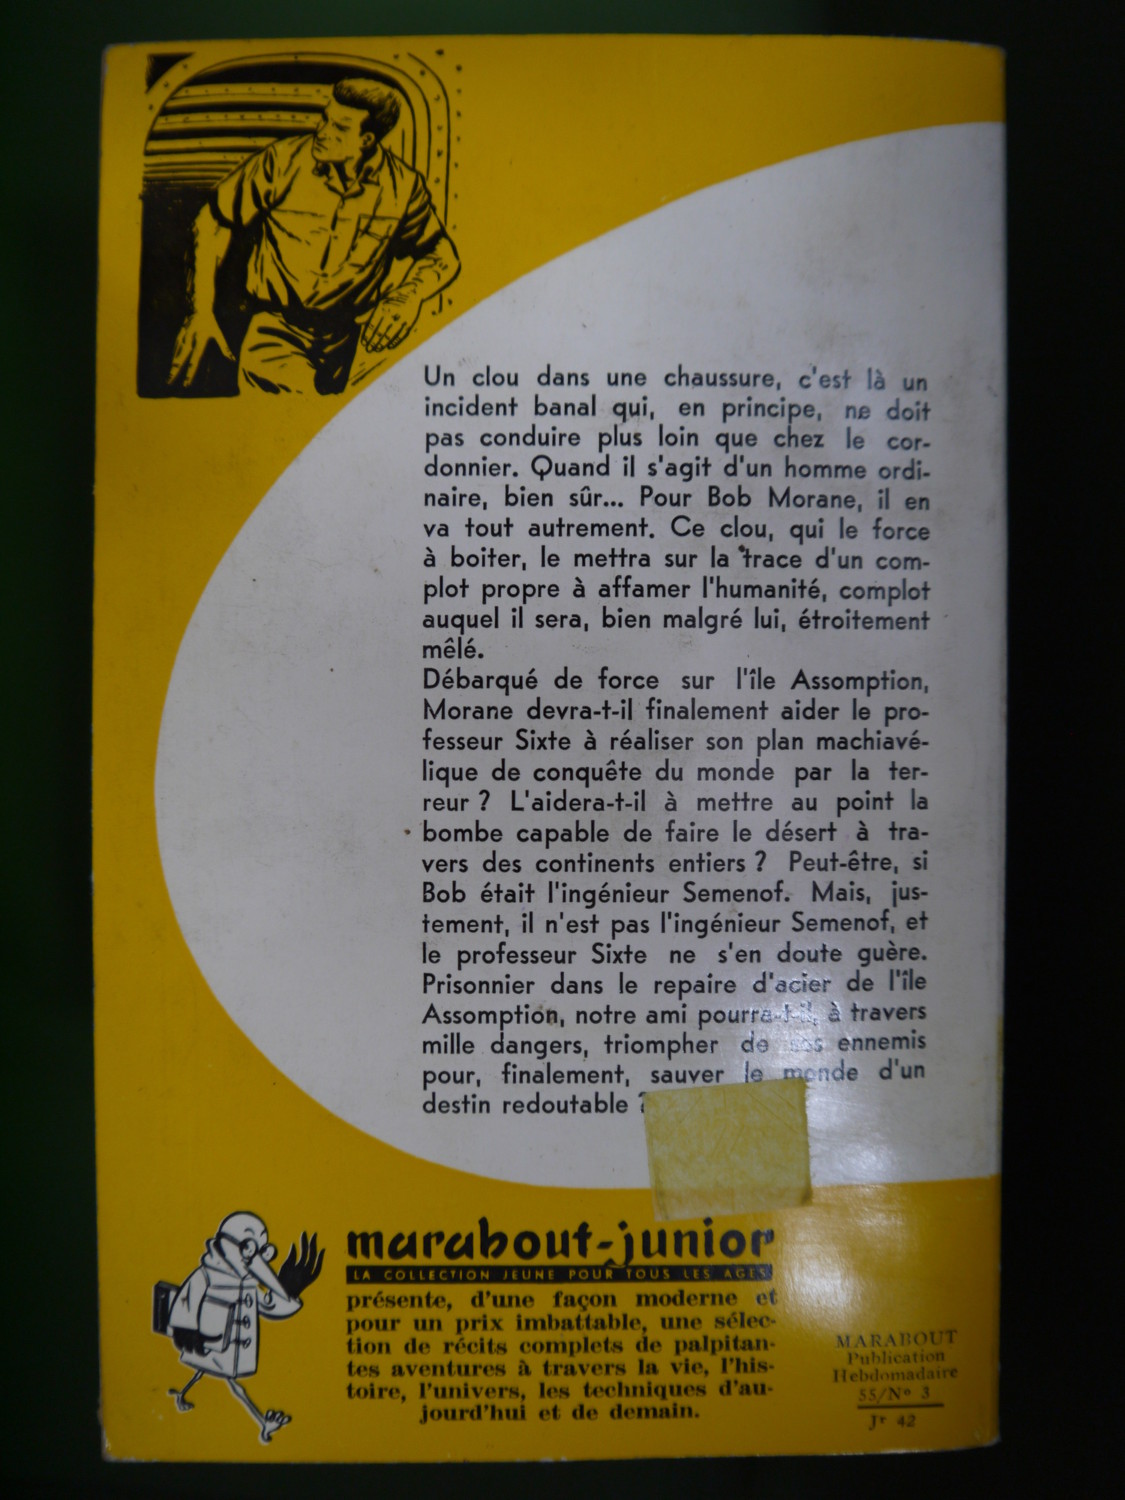 Un clou dans une chaussure, c'est là un
incident banal qui, en principe, ne doit
pas conduire plus loin que chez le cor-
donnier. Quand il s'agit d'un homme ordi-
naire, bien sûr... Pour Bob Morane, il en
va tout autrement. Ce clou, qui le force
à boiter, le mettra sur la trace d'un com-
plot propre à affamer l'humanité, complot
auquel il sera, bien malgré lui, étroitement
mêlé.
Débarqué de force sur l'île Assomption,
Morane devra-t-il finalement aider le pro-
fesseur Sixte à réaliser son plan machiavé-
lique de conquête du monde par la ter-
reur ? L'aidera-t-il à mettre au point la
bombe capable de faire le désert à tra-
vers des continents entiers ? Peut-être, si
Bob était l'ingénieur Semenof. Mais, jus-
tement, il n'est pas l'ingénieur Semenof, et
le professeur Sixte ne s'en doute guère.
Prisonnier dans le repaire d'acier de l'île
Assomption, notre ami pourra-t-il, à travers
mille dangers, triompher de ses ennemis
pour, finalement, sauver le monde d'un
destin redoutable ?
marabout-junior
LA COLLECTION JEUNE POUR TOUS LES AGES
présente, d'une façon moderne et
pour un prix imbattable, une sélec-
tion de récits complets de palpitan-
tes aventures à travers la vie, l'his-
toire, l'univers, les techniques d'au-
jourd'hui et de demain.
MARABOUT
Publication
Hebdomadaire
55/N° 3
Jr 42